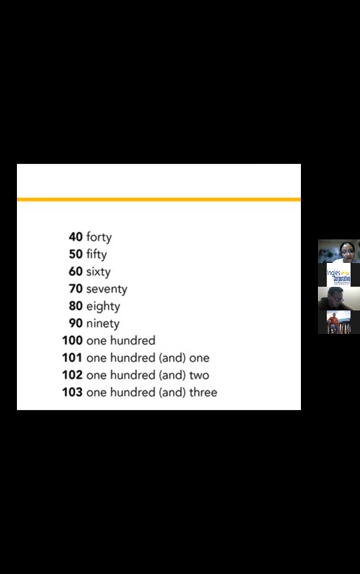 40 forty
50 fifty
60 sixty
70 seventy
80 eighty
90 ninety
100 one hundred
101 one hundred (and) one
102 one hundred (and) two
103 one hundred (and) three